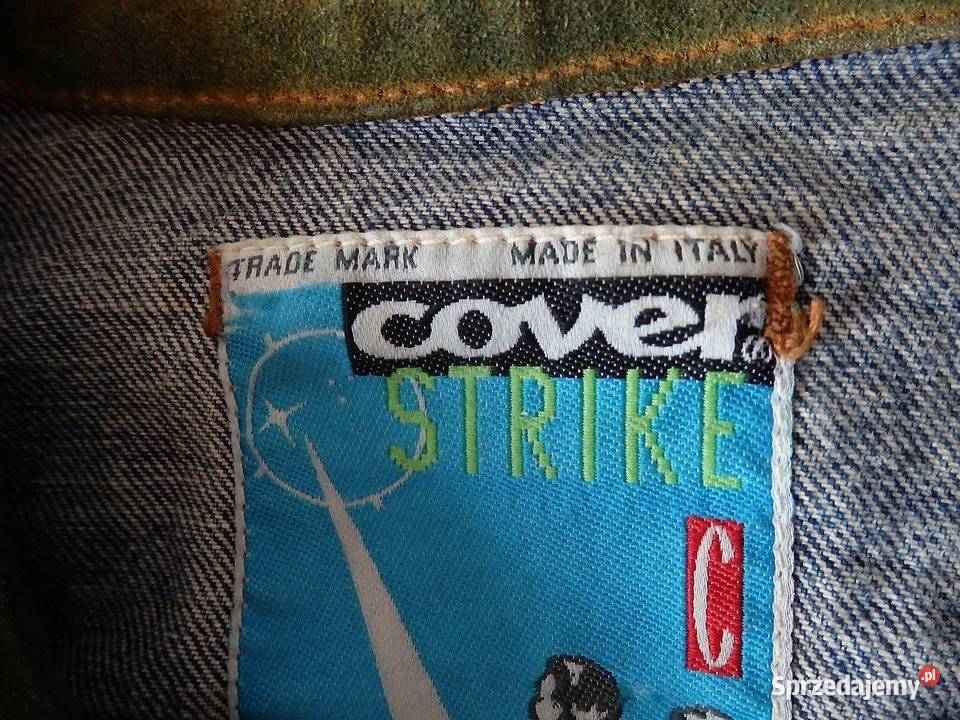 TRADE MARK MADE IN ITALY
cover ®
STRIKE
C
Sprzedajemy.pl